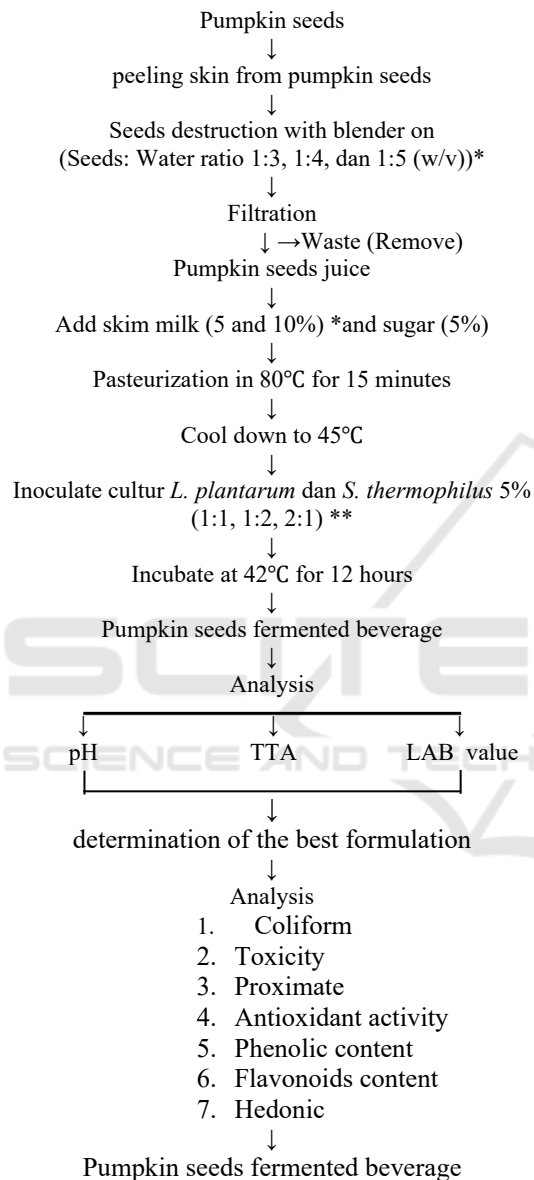 Pumpkin seeds
↓
peeling skin from pumpkin seeds
↓
Seeds destruction with blender on
(Seeds: Water ratio 1:3, 1:4, dan 1:5 (w/v))*
↓
Filtration
↓ →Waste (Remove)
Pumpkin seeds juice
↓
Add skim milk (5 and 10%) *and sugar (5%)
↓
Pasteurization in 80℃ for 15 minutes
↓
Cool down to 45℃
↓
Inoculate cultur L. plantarum dan S. thermophilus 5%
(1:1, 1:2, 2:1) **
↓
Incubate at 42℃ for 12 hours
↓
Pumpkin seeds fermented beverage
↓
Analysis
↓ ↓ ↓
pH TTA LAB value
↓
determination of the best formulation
↓
Analysis
1. Coliform
2. Toxicity
3. Proximate
4. Antioxidant activity
5. Phenolic content
6. Flavonoids content
7. Hedonic
↓
Pumpkin seeds fermented beverage
SCITE
SCIENCE AND TECH